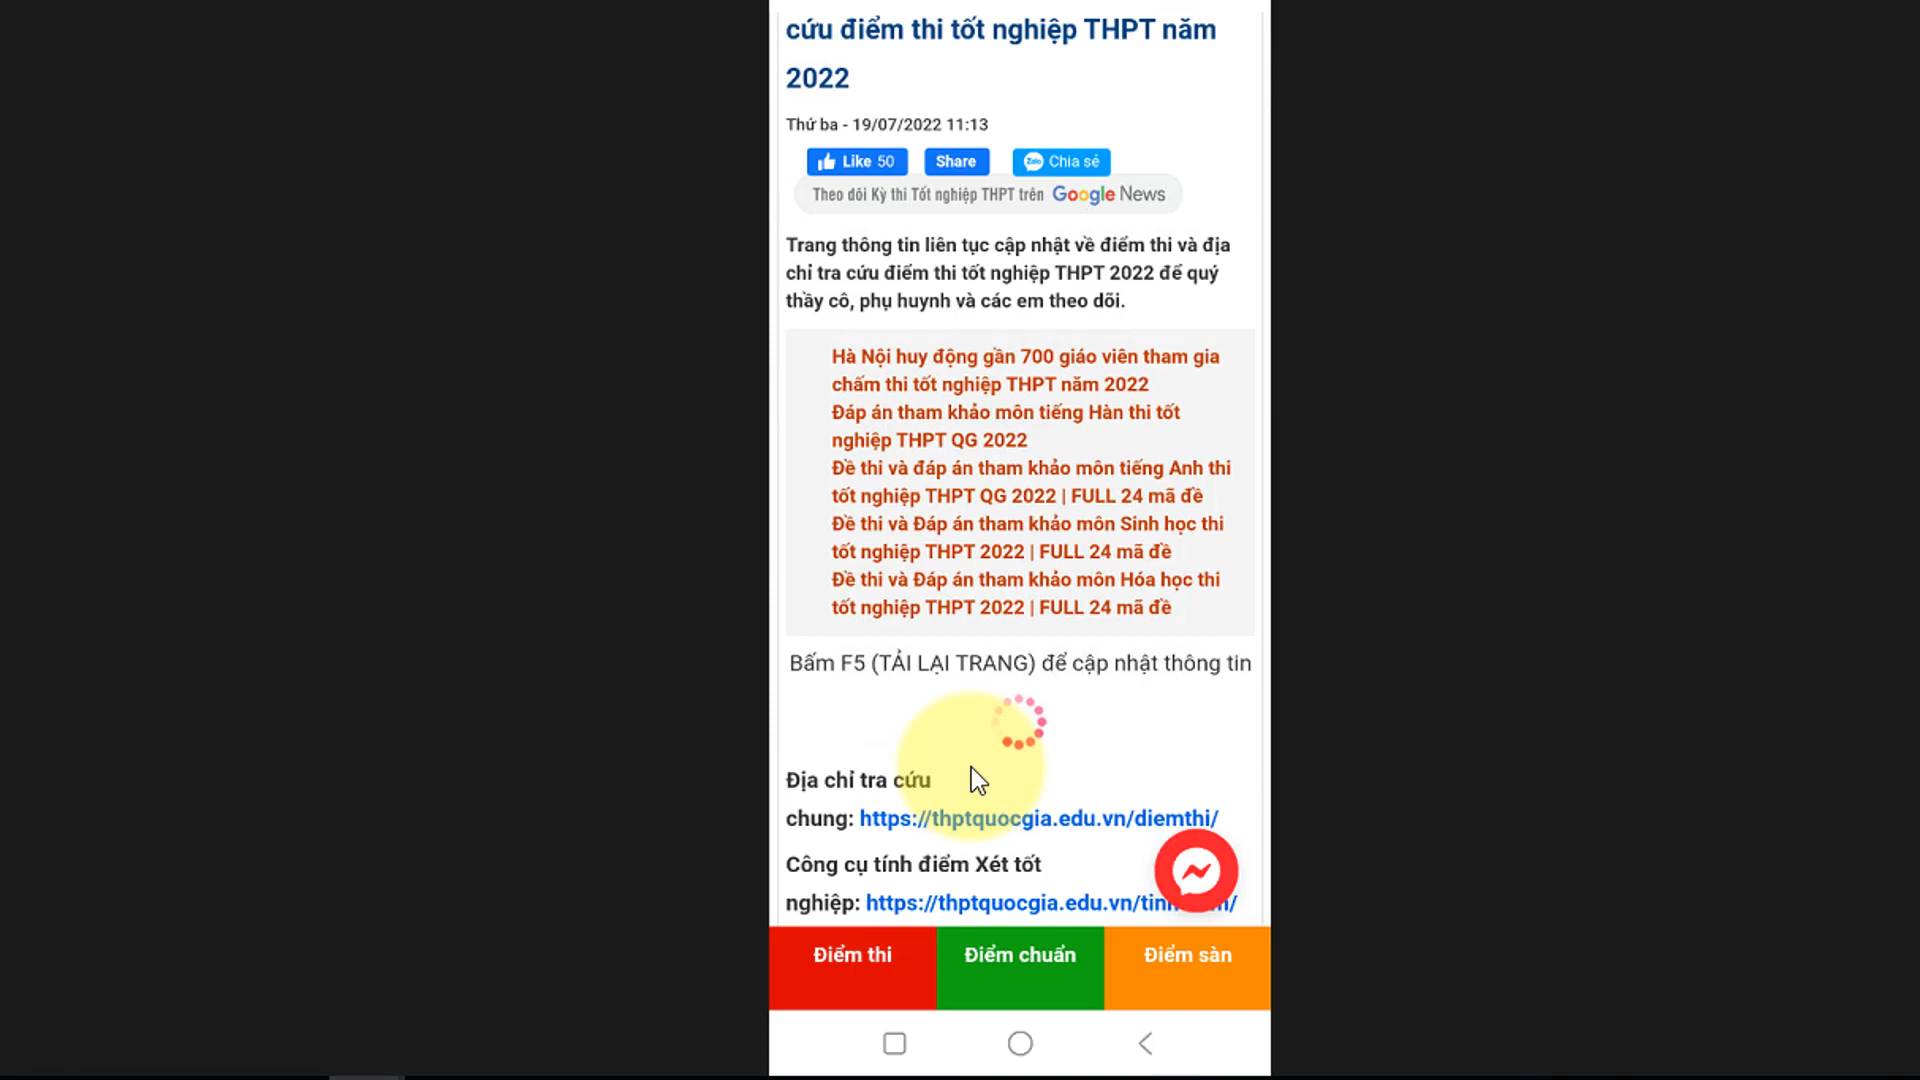 cứu điểm thi tốt nghiệp THPT năm
2022
Thứ ba - 19/07/2022 11:13
Like 50 Share Zalo Chia sẻ
Theo dõi Kỳ thi Tốt nghiệp THPT trên Google News
Trang thông tin liên tục cập nhật về điểm thi và địa
chỉ tra cứu điểm thi tốt nghiệp THPT 2022 để quý
thầy cô, phụ huynh và các em theo dõi.
Hà Nội huy động gần 700 giáo viên tham gia
chấm thi tốt nghiệp THPT năm 2022
Đáp án tham khảo môn tiếng Hàn thi tốt
nghiệp THPT QG 2022
Đề thi và đáp án tham khảo môn tiếng Anh thi
tốt nghiệp THPT QG 2022 | FULL 24 mã đề
Đề thi và Đáp án tham khảo môn Sinh học thi
tốt nghiệp THPT 2022 | FULL 24 mã đề
Đề thi và Đáp án tham khảo môn Hóa học thi
tốt nghiệp THPT 2022 | FULL 24 mã đề
Bấm F5 (TẢI LẠI TRANG) để cập nhật thông tin
Địa chỉ tra cứu
chung: https://thptquocgia.edu.vn/diemthi/
Công cụ tính điểm Xét tốt
nghiệp: https://thptquocgia.edu.vn/
Điểm thi Điểm chuẩn Điểm sàn